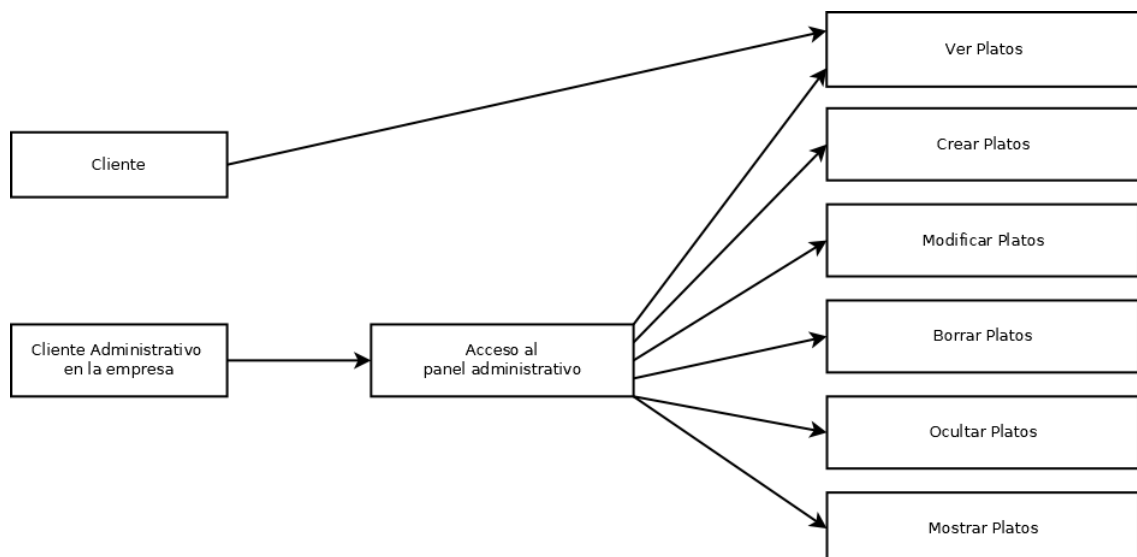 Ver Platos
Crear Platos
Cliente
Modificar Platos
Cliente Administrativo
en la empresa
Acceso al
panel administrativo
Borrar Platos
Ocultar Platos
Mostrar Platos